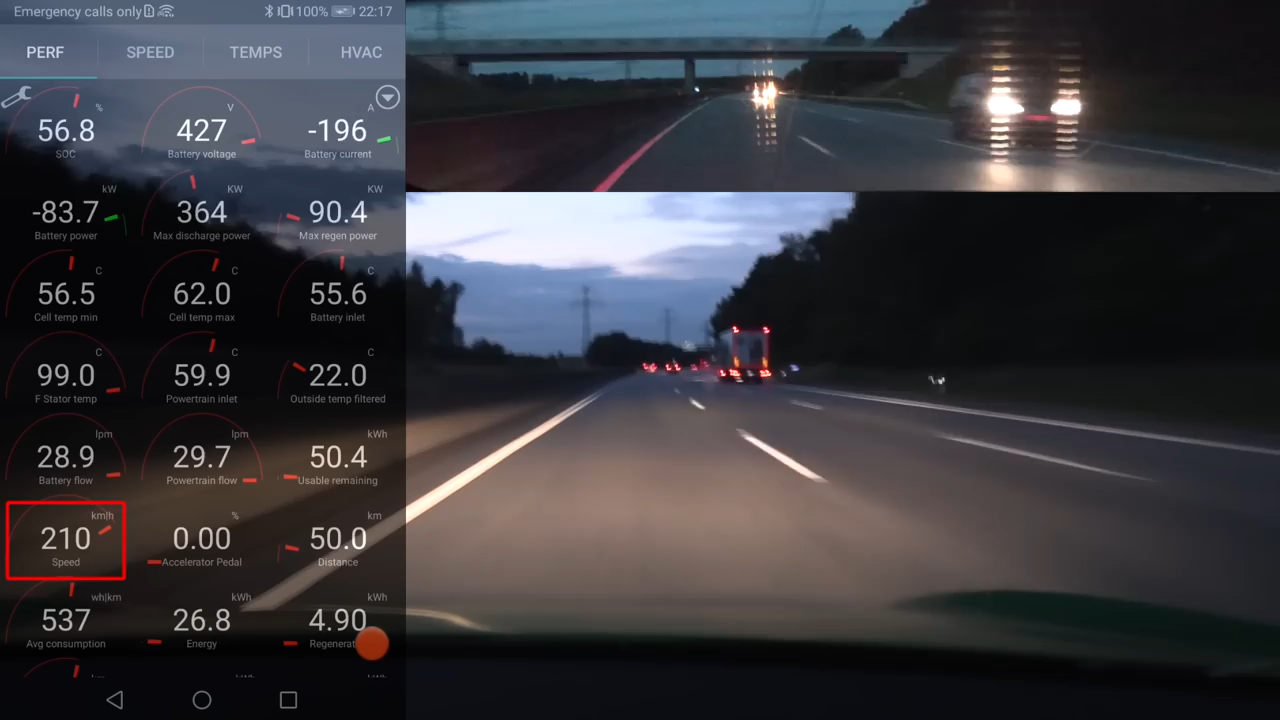 Emergency calls only 100% 22:17
PERF SPEED TEMPS HVAC
% V A
56.8 427 -196
SOC Battery voltage Battery current
kW KW KW
-83.7 364 90.4
Battery power Max discharge power Max regen power
C C C
56.5 62.0 55.6
Cell temp min Cell temp max Battery inlet
C C C
99.0 59.9 22.0
F Stator temp Powertrain inlet Outside temp filtered
lpm lpm kWh
28.9 29.7 50.4
Battery flow Powertrain flow Usable remaining
km|h % km
210 0.00 50.0
Speed Accelerator Pedal Distance
wh|km kWh kWh
537 26.8 4.90
Avg consumption Energy Regenerat